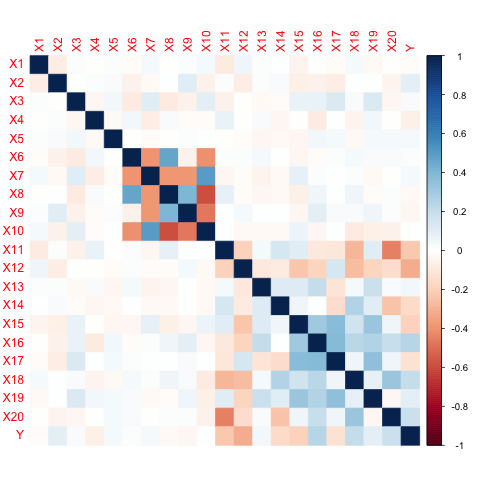 X1 X2 X3 X4 X5 X6 X7 X8 X9 X10 X11 X12 X13 X14 X15 X16 X17 X18 X19 X20 Y
X1
X2
X3
X4
X5
X6
X7
X8
X9
X10
X11
X12
X13
X14
X15
X16
X17
X18
X19
X20
Y
1
0.8
0.6
0.4
0.2
0
-0.2
-0.4
-0.6
-0.8
-1